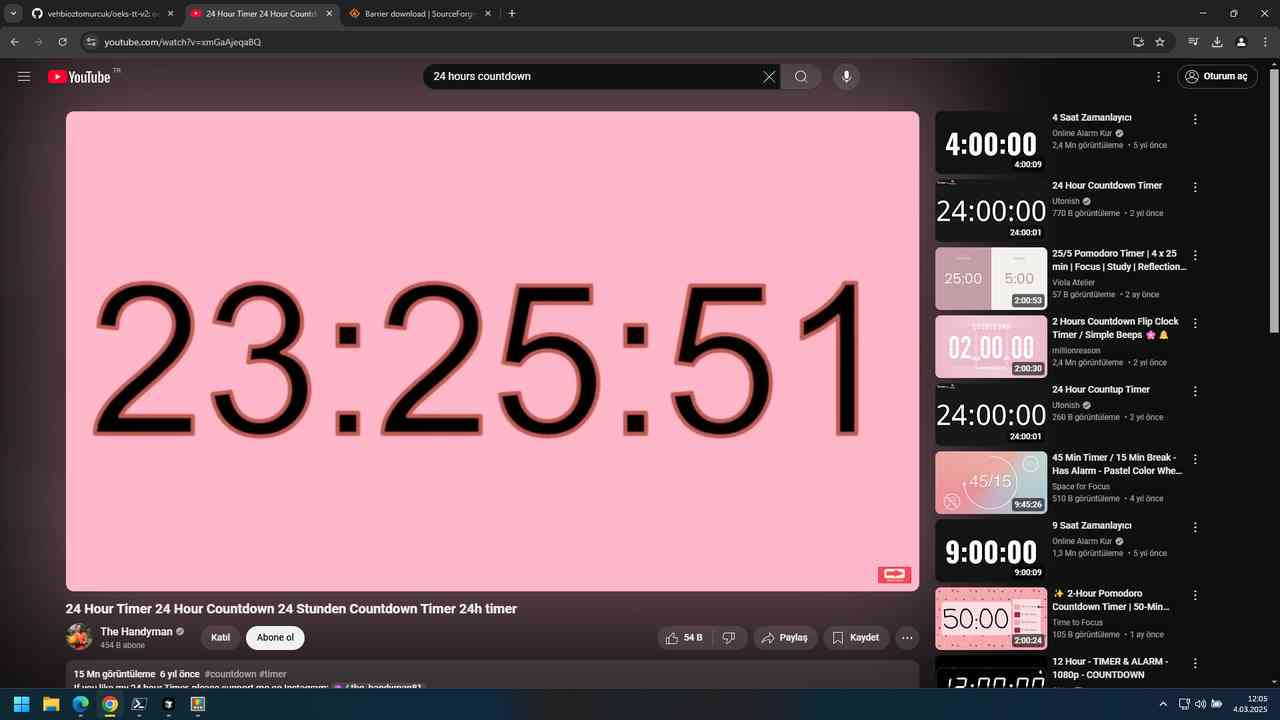 vehbioztomurcuk/oeks-tt-v2:
24 Hour Timer 24 Hour Countd
Barrier download | SourceForg
youtube.com/watch?v=xmGaAjeqaBQ
YouTube TR
24 hours countdown
Oturum aç
23:25:51
24 Hour Timer 24 Hour Countdown 24 Stunden Countdown Timer 24h timer
The Handyman
454 B abone
Katıl
Abone ol
54 B
Paylaş
Kaydet
15 Mn görüntüleme 6 yıl önce #countdown #timer
If you like my 24 hour Timer, please support me on Instagram: / the_handyman81_
4:00:00
4:00:09
4 Saat Zamanlayıcı
Online Alarm Kur
2,4 Mn görüntüleme • 5 yıl önce
24:00:00
24:00:01
24 Hour Countdown Timer
Utonish
770 B görüntüleme • 2 yıl önce
25:00
5:00
2:00:53
25/5 Pomodoro Timer | 4 x 25
min | Focus | Study | Reflection...
Viola Atelier
57 B görüntüleme • 2 ay önce
COUNTDOWN
02 00 00
2:00:30
2 Hours Countdown Flip Clock
Timer / Simple Beeps 🌸 🔔
millionreason
2,4 Mn görüntüleme • 2 yıl önce
24:00:00
24:00:01
24 Hour Countup Timer
Utonish
260 B görüntüleme • 2 yıl önce
45/15
9:45:26
45 Min Timer / 15 Min Break -
Has Alarm - Pastel Color Whe...
Space for Focus
510 B görüntüleme • 4 yıl önce
9:00:00
9:00:09
9 Saat Zamanlayıcı
Online Alarm Kur
1,3 Mn görüntüleme • 5 yıl önce
50:00
2:00:24
✨ 2-Hour Pomodoro
Countdown Timer | 50-Min...
Time to Focus
105 B görüntüleme • 1 ay önce
12:00:00
12 Hour - TIMER & ALARM -
1080p - COUNTDOWN
12:05
4.03.2025